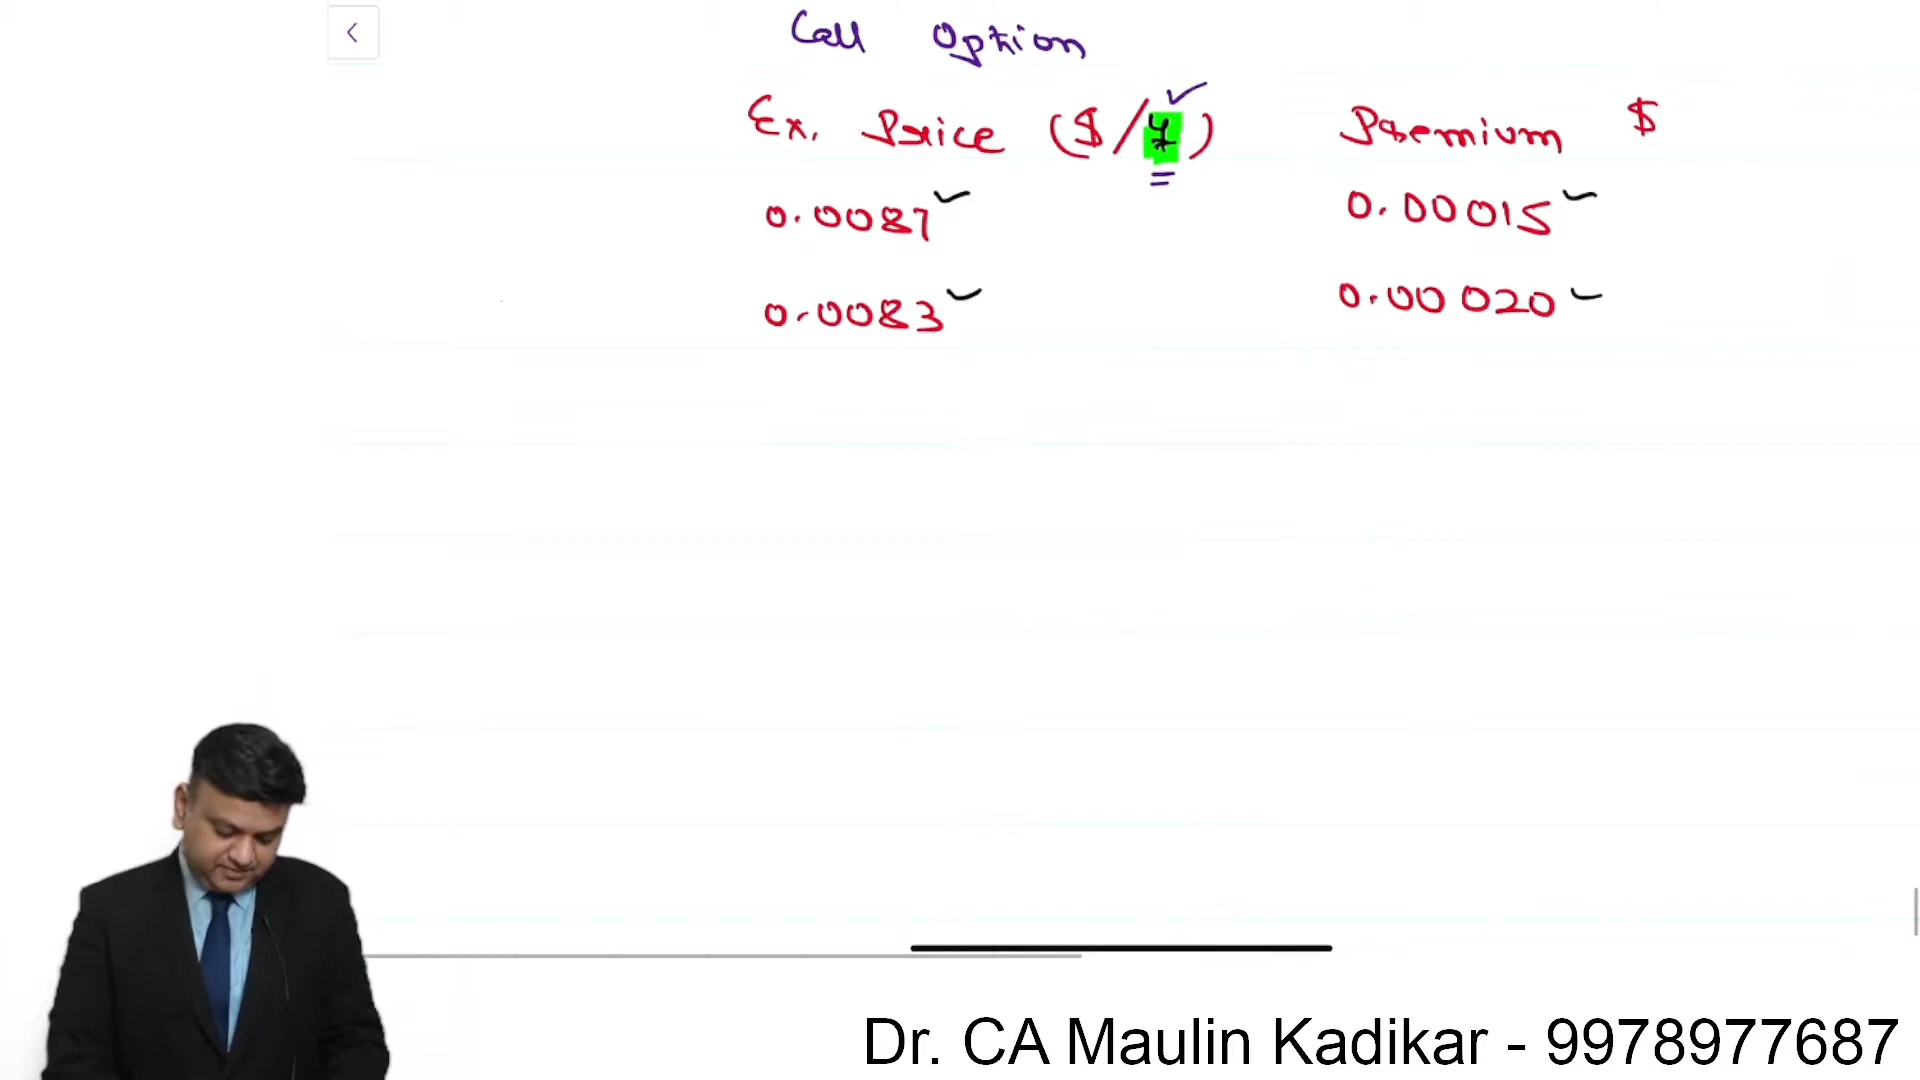 Call Option
Ex. Price ($/¥) Premium $
0.0087 0.00015
0.0083 0.00020
Dr. CA Maulin Kadikar - 9978977687